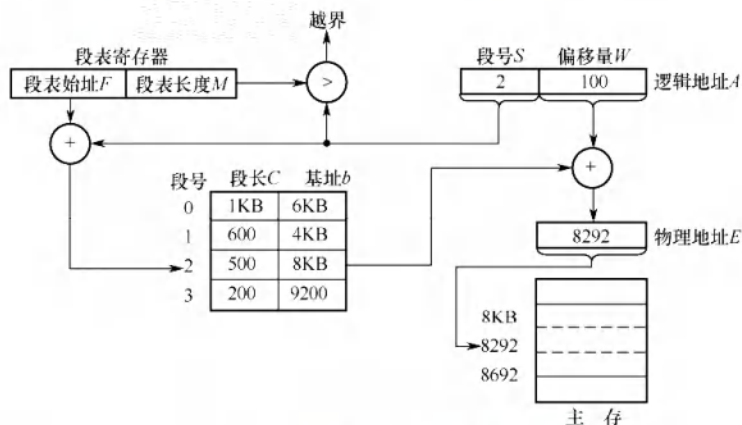 越界
段表寄存器
段表始址F 段表长度M
>
段号S 偏移量W
2 100 逻辑地址A
+
+
段号 段长C 基址b
0 1KB 6KB
1 600 4KB
2 500 8KB
3 200 9200
8292 物理地址E
8KB
8292
8692
主 存